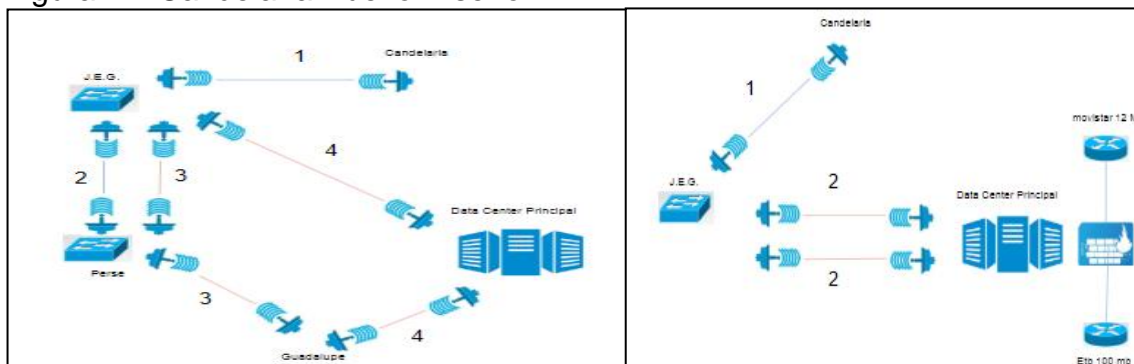 1
Candelaria
J.E.G.
4
2
3
Data Center Principal
Perse
3
4
Guadalupe
Candelaria
1
movistar 12 M
J.E.G.
2
Data Center Principal
2
Etb 100 mb